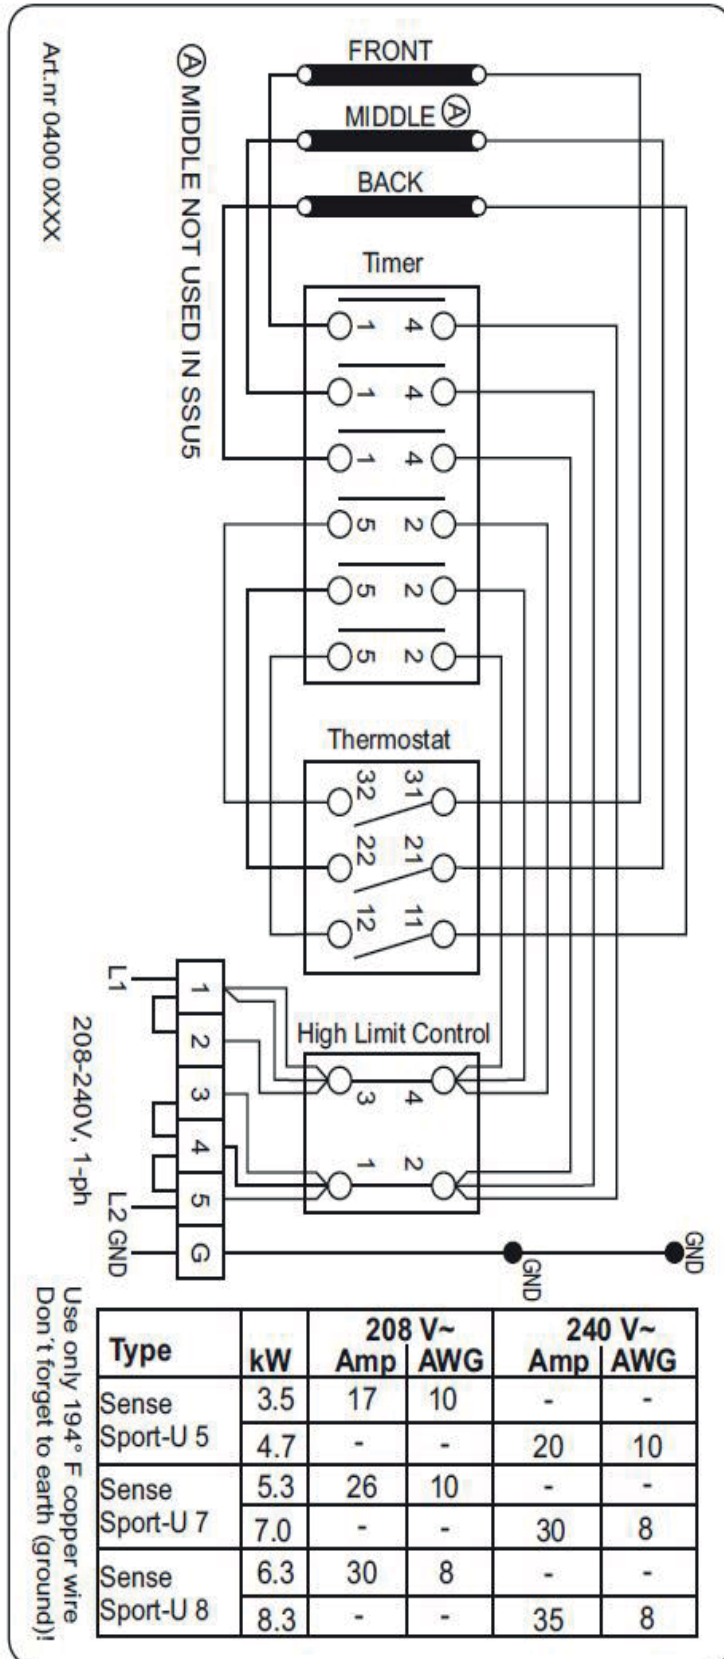 Art.nr 0400 0XXX
Ⓐ MIDDLE NOT USED IN SSU5
FRONT
MIDDLE Ⓐ
BACK
Timer
1 4
1 4
1 4
5 2
5 2
5 2
Thermostat
32 31
22 21
12 11
High Limit Control
3 4
1 2
L1
1
2
3
4
5
G
208-240V, 1-ph
L2
GND
GND
GND
Type kW 208 V~ 240 V~
Amp AWG Amp AWG
Sense Sport-U 5 3.5 17 10 - -
4.7 - - 20 10
Sense Sport-U 7 5.3 26 10 - -
7.0 - - 30 8
Sense Sport-U 8 6.3 30 8 - -
8.3 - - 35 8
Use only 194° F copper wire
Don´t forget to earth (ground)!